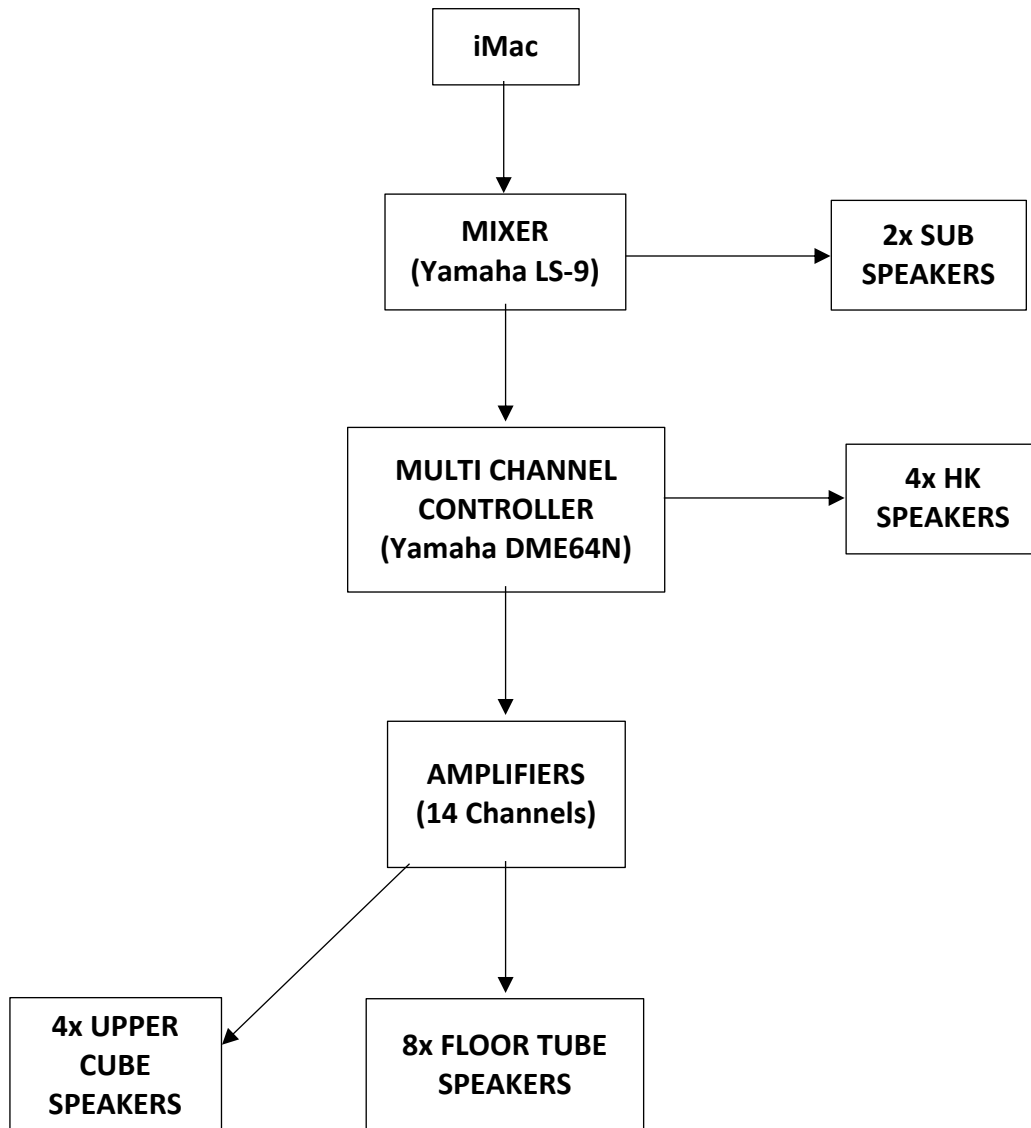 iMac
MIXER
(Yamaha LS-9)
2x SUB
SPEAKERS
MULTI CHANNEL
CONTROLLER
(Yamaha DME64N)
4x HK
SPEAKERS
AMPLIFIERS
(14 Channels)
4x UPPER
CUBE
SPEAKERS
8x FLOOR TUBE
SPEAKERS